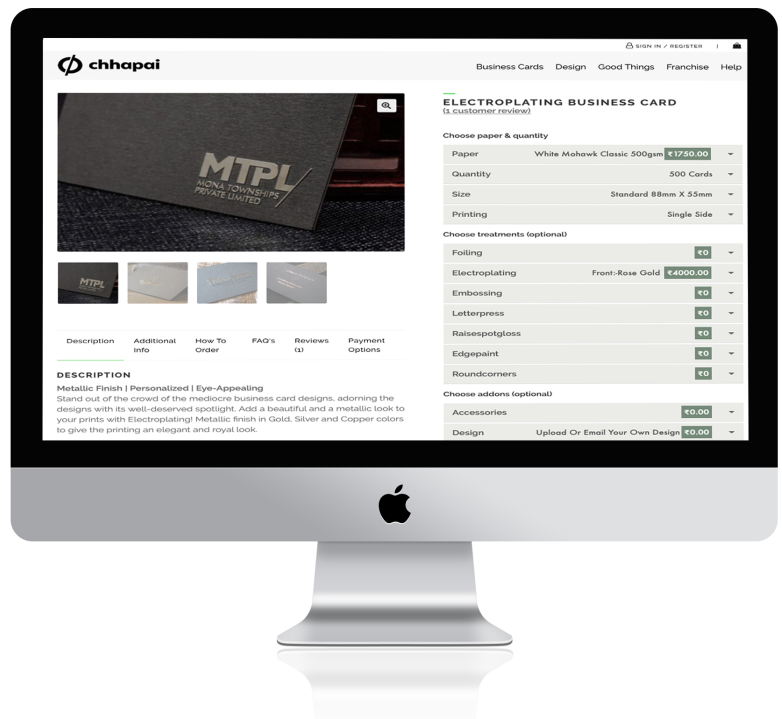 SIGN IN / REGISTER |
chhapai
Business Cards Design Good Things Franchise Help
MTPL
MONA TOWNSHIPS
PRIVATE LIMITED
MTPL
Description Additional Info How To Order FAQ's Reviews (1) Payment Options
DESCRIPTION
Metallic Finish | Personalized | Eye-Appealing
Stand out of the crowd of the mediocre business card designs, adorning the
designs with its well-deserved spotlight. Add a beautiful and a metallic look to
your prints with Electroplating! Metallic finish in Gold, Silver and Copper colors
to give the printing an elegant and royal look.
ELECTROPLATING BUSINESS CARD
(1 customer review)
Choose paper & quantity
Paper White Mohawk Classic 500gsm ₹1750.00
Quantity 500 Cards
Size Standard 88mm X 55mm
Printing Single Side
Choose treatments (optional)
Foiling ₹0
Electroplating Front:-Rose Gold ₹4000.00
Embossing ₹0
Letterpress ₹0
Raisespotgloss ₹0
Edgepaint ₹0
Roundcorners ₹0
Choose addons (optional)
Accessories ₹0.00
Design Upload Or Email Your Own Design ₹0.00